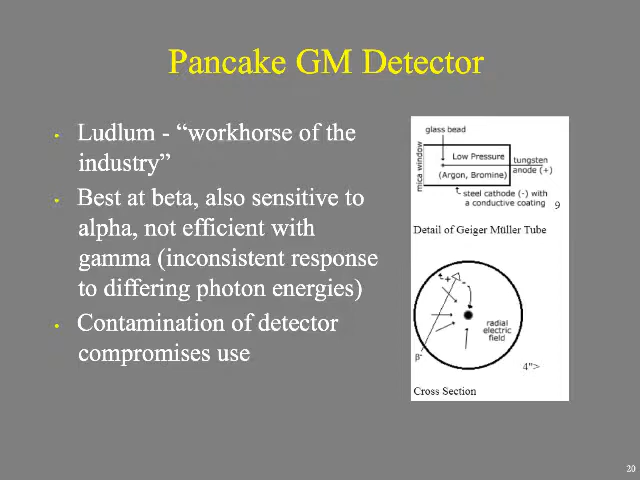 Pancake GM Detector
Ludlum - “workhorse of the
industry”
Best at beta, also sensitive to
alpha, not efficient with
gamma (inconsistent response
to differing photon energies)
Contamination of detector
compromises use
glass bead
mica window
Low Pressure
(Argon, Bromine)
tungsten
anode (+)
steel cathode (-) with
a conductive coating
9
Detail of Geiger Müller Tube
+
-
radial
electric
field
β-
4">
Cross Section
20